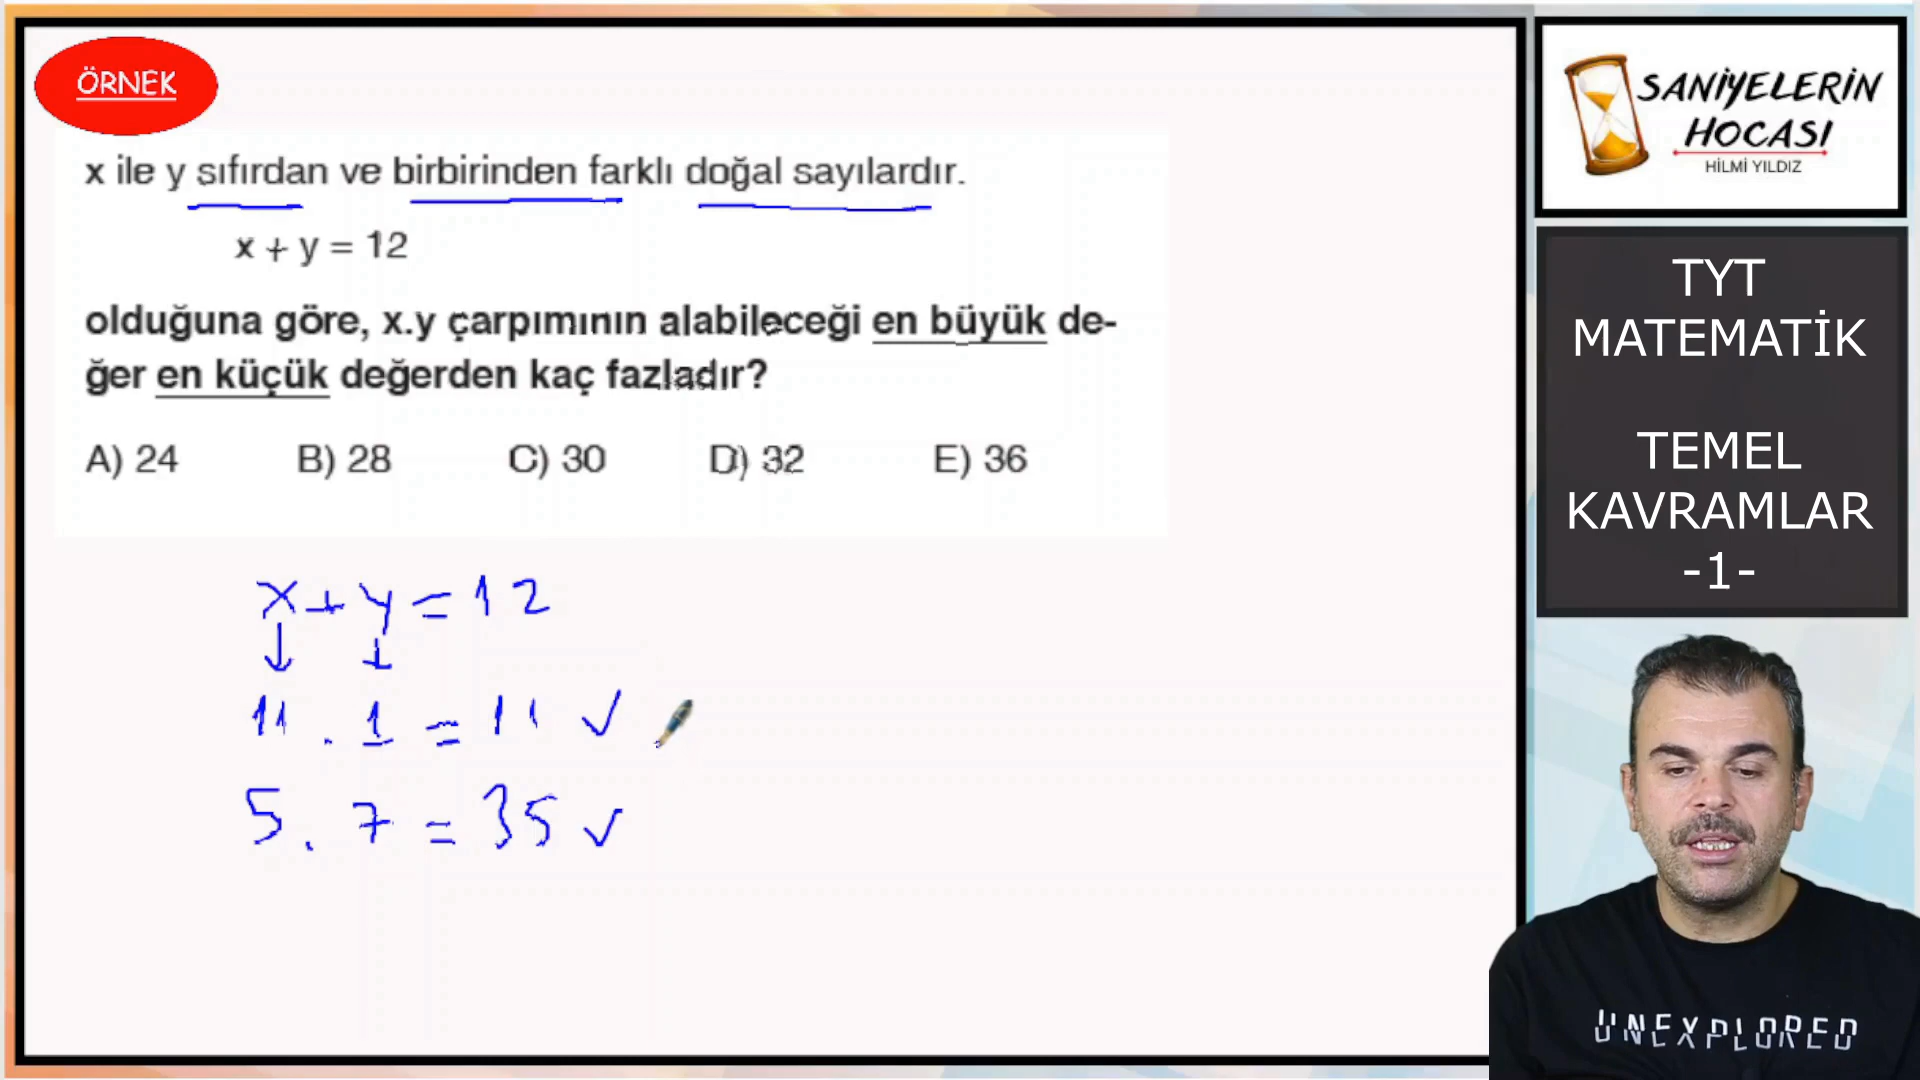 ÖRNEK
x ile y sıfırdan ve birbirinden farklı doğal sayılardır.
x + y = 12
olduğuna göre, x.y çarpımının alabileceği en büyük de-
ğer en küçük değerden kaç fazladır?
A) 24 B) 28 C) 30 D) 32 E) 36
x + y = 12
↓ ↓
11 . 1 = 11 ✓
5 . 7 = 35 ✓
SANİYELERİN
HOCASI
HİLMİ YILDIZ
TYT
MATEMATİK
TEMEL
KAVRAMLAR
-1-
UNEXPLORED